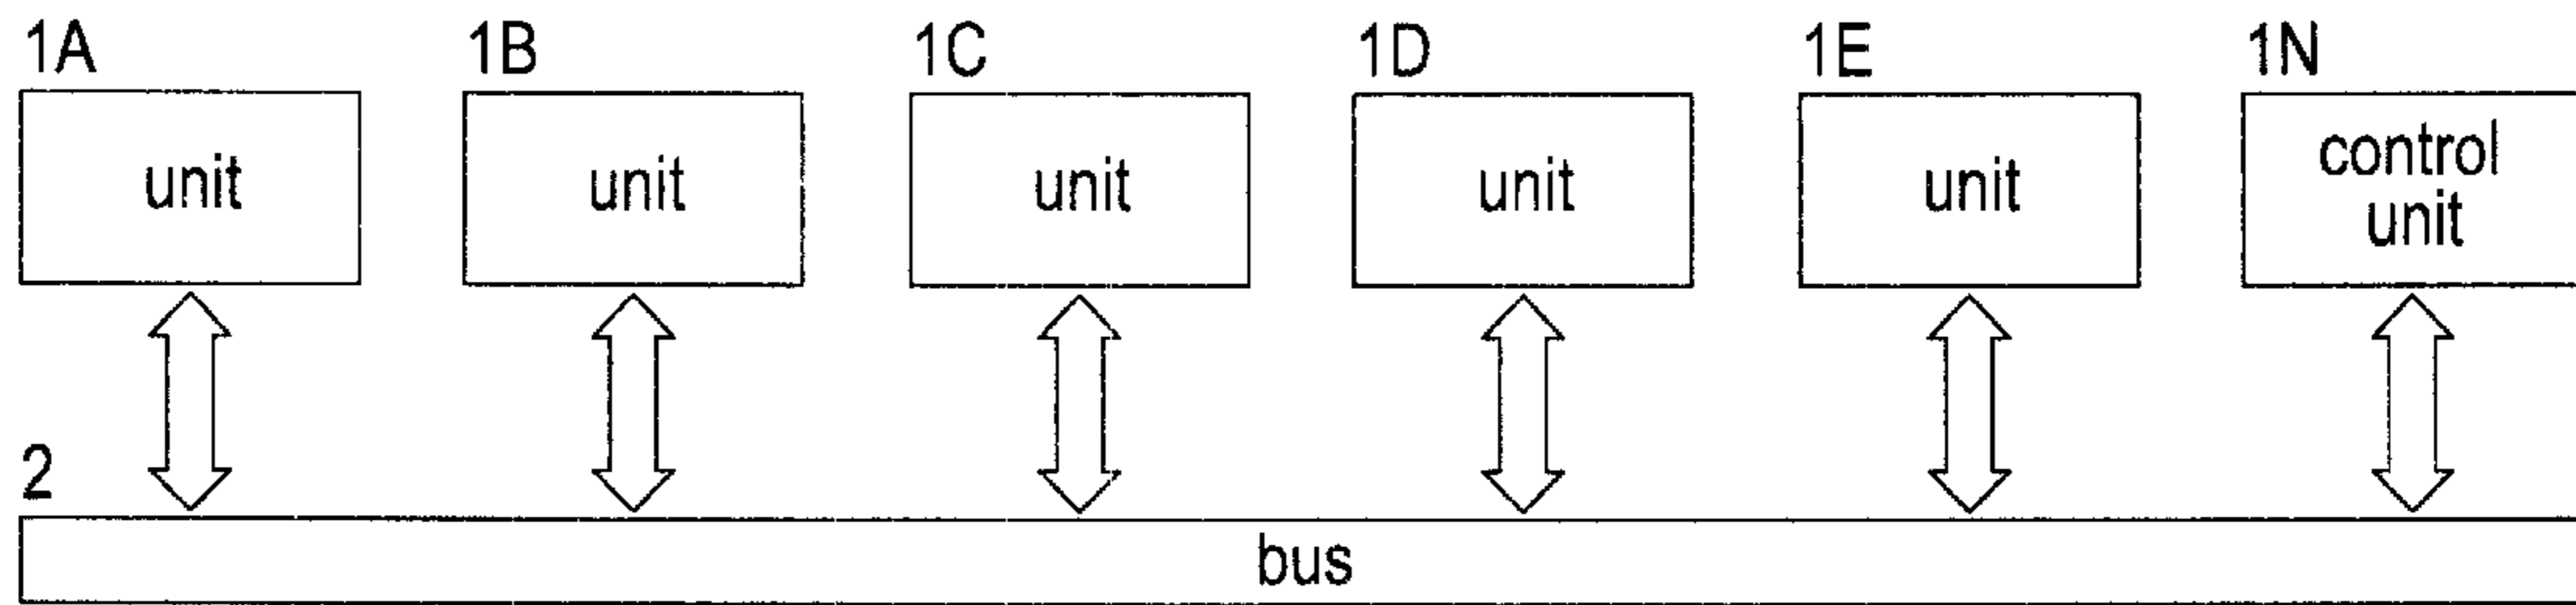 1A 1B 1C 1D 1E 1N
unit unit unit unit unit control
unit
2
bus